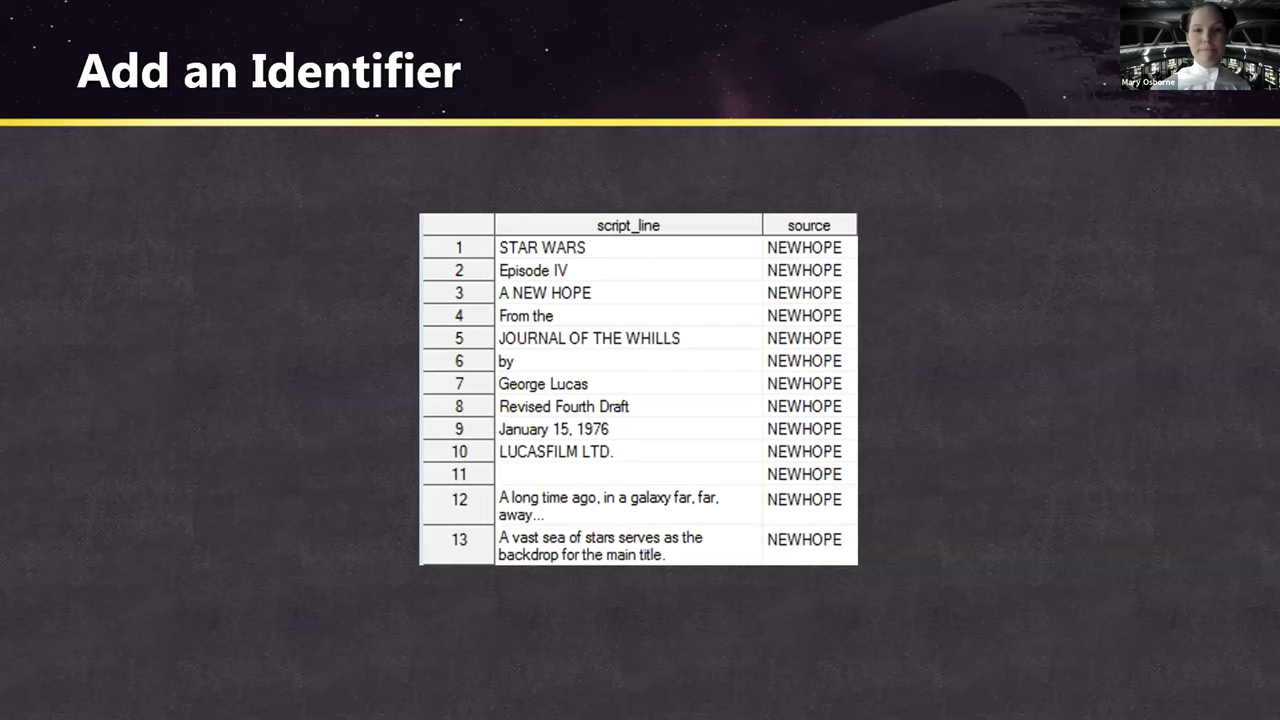 Add an Identifier
Mary Osborne
script_line source
1 STAR WARS NEWHOPE
2 Episode IV NEWHOPE
3 A NEW HOPE NEWHOPE
4 From the NEWHOPE
5 JOURNAL OF THE WHILLS NEWHOPE
6 by NEWHOPE
7 George Lucas NEWHOPE
8 Revised Fourth Draft NEWHOPE
9 January 15, 1976 NEWHOPE
10 LUCASFILM LTD. NEWHOPE
11 NEWHOPE
12 A long time ago, in a galaxy far, far, NEWHOPE
away...
13 A vast sea of stars serves as the NEWHOPE
backdrop for the main title.